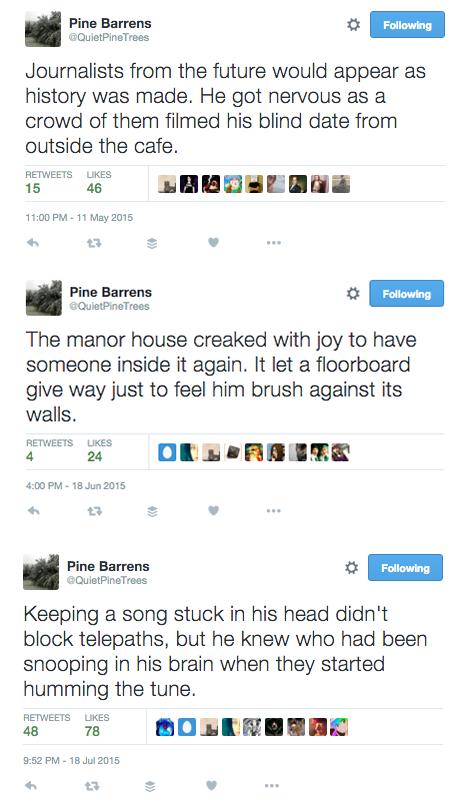 Pine Barrens
@QuietPineTrees
Following
Journalists from the future would appear as
history was made. He got nervous as a
crowd of them filmed his blind date from
outside the cafe.
RETWEETS LIKES
15 46
11:00 PM - 11 May 2015
Pine Barrens
@QuietPineTrees
Following
The manor house creaked with joy to have
someone inside it again. It let a floorboard
give way just to feel him brush against its
walls.
RETWEETS LIKES
4 24
4:00 PM - 18 Jun 2015
Pine Barrens
@QuietPineTrees
Following
Keeping a song stuck in his head didn't
block telepaths, but he knew who had been
snooping in his brain when they started
humming the tune.
RETWEETS LIKES
48 78
9:52 PM - 18 Jul 2015